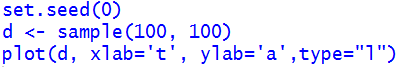 set.seed(0)
d <- sample(100, 100)
plot(d, xlab='t', ylab='a',type="l")